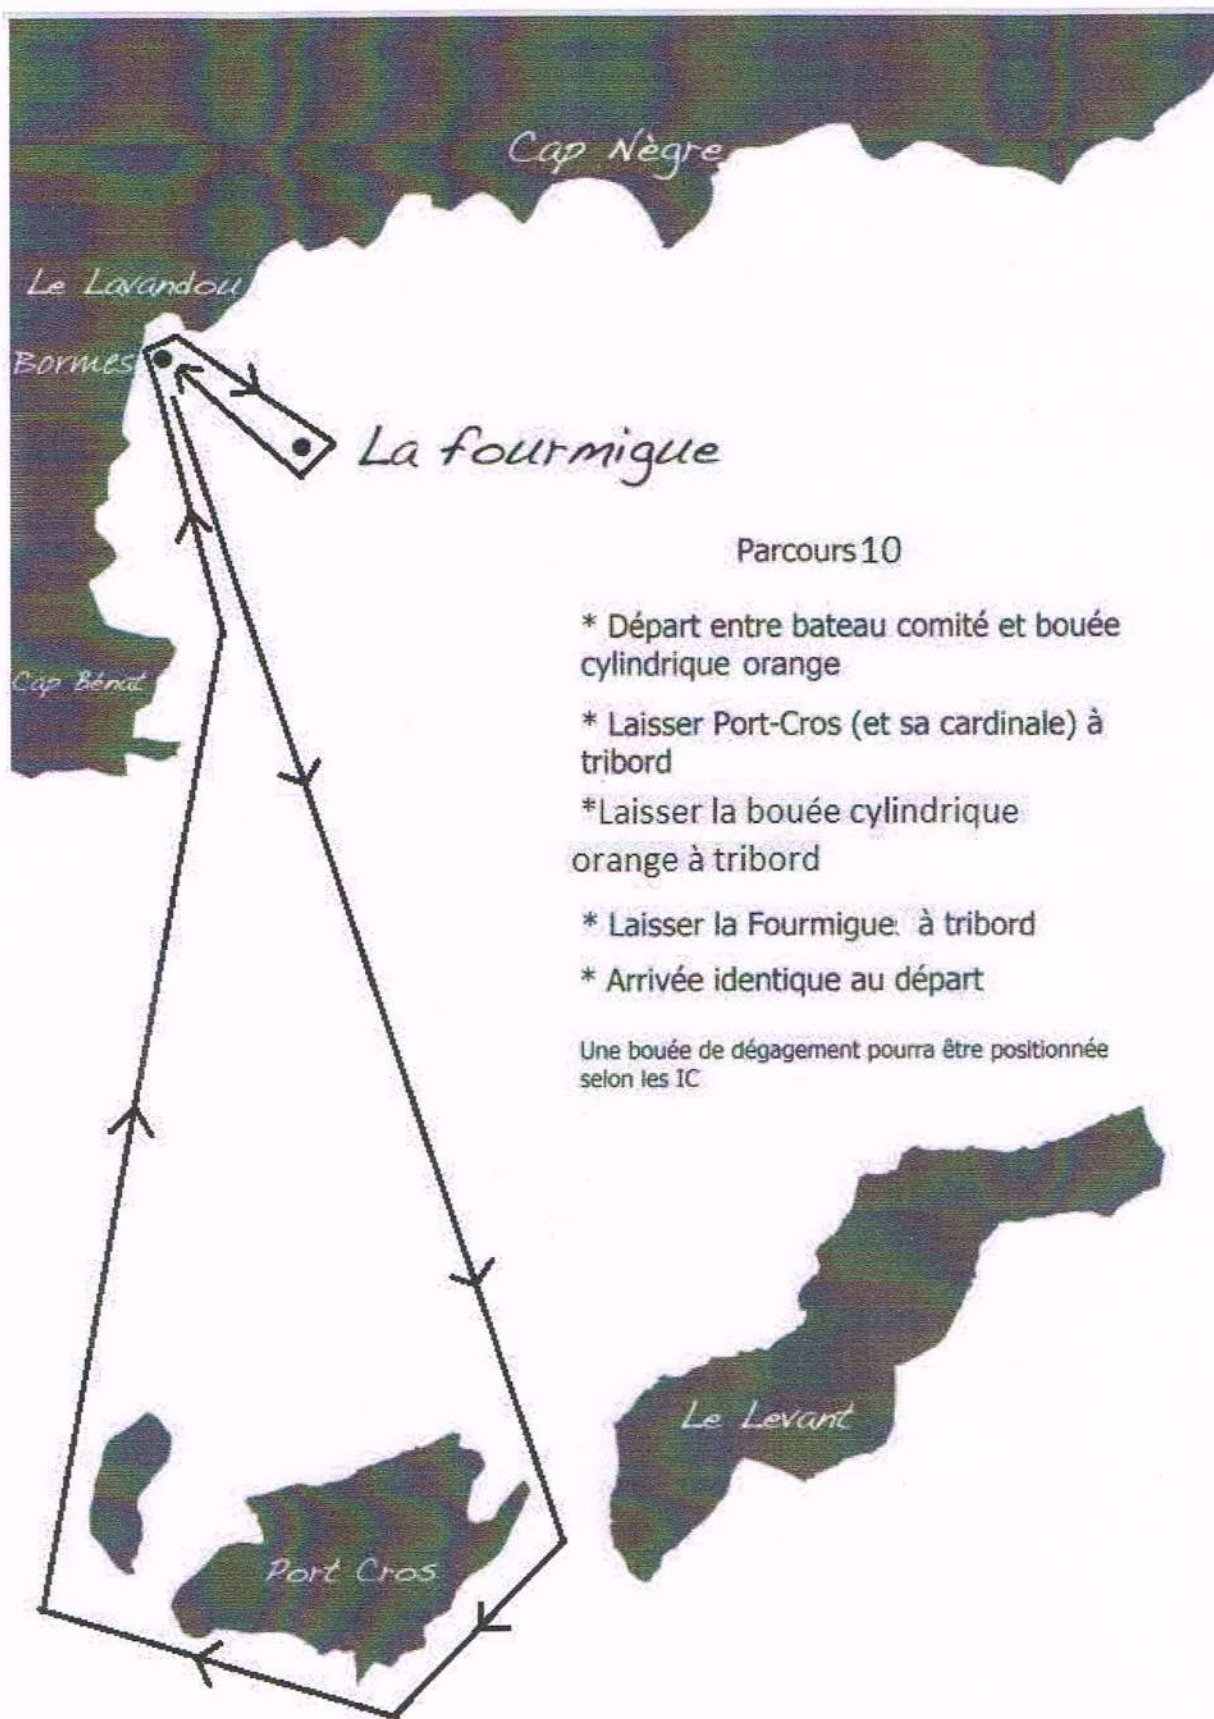 Cap Nègre
Le Lavandou
Bormes
La fourmigue
Parcours 10
* Départ entre bateau comité et bouée
cylindrique orange
Cap Bénat
* Laisser Port-Cros (et sa cardinale) à
tribord
*Laisser la bouée cylindrique
orange à tribord
* Laisser la Fourmigue à tribord
* Arrivée identique au départ
Une bouée de dégagement pourra être positionnée
selon les IC
Le Levant
Port Cros